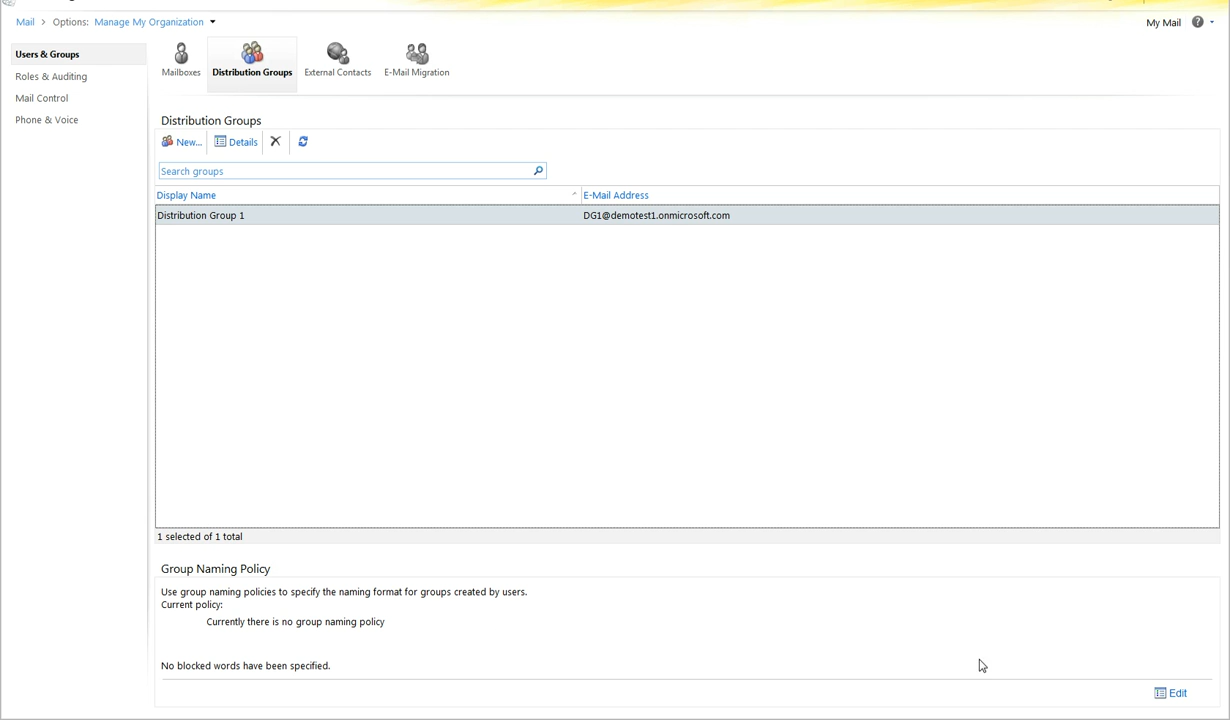 Mail > Options: Manage My Organization
My Mail
Users & Groups
Roles & Auditing
Mail Control
Phone & Voice
Mailboxes
Distribution Groups
External Contacts
E-Mail Migration
Distribution Groups
New...
Details
Search groups
Display Name
E-Mail Address
Distribution Group 1
DG1@demotest1.onmicrosoft.com
1 selected of 1 total
Group Naming Policy
Use group naming policies to specify the naming format for groups created by users.
Current policy:
Currently there is no group naming policy
No blocked words have been specified.
Edit